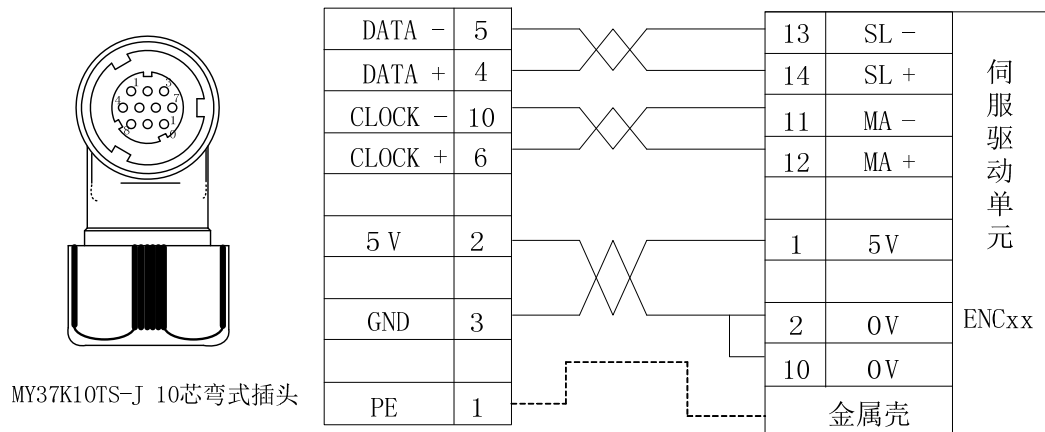 DATA - 5
DATA + 4
CLOCK - 10
CLOCK + 6
5V 2
GND 3
PE 1
13 SL -
14 SL +
11 MA -
12 MA +
1 5V
2 0V
10 0V
金属壳
伺服驱动单元
ENCxx
MY37K10TS-J 10芯弯式插头